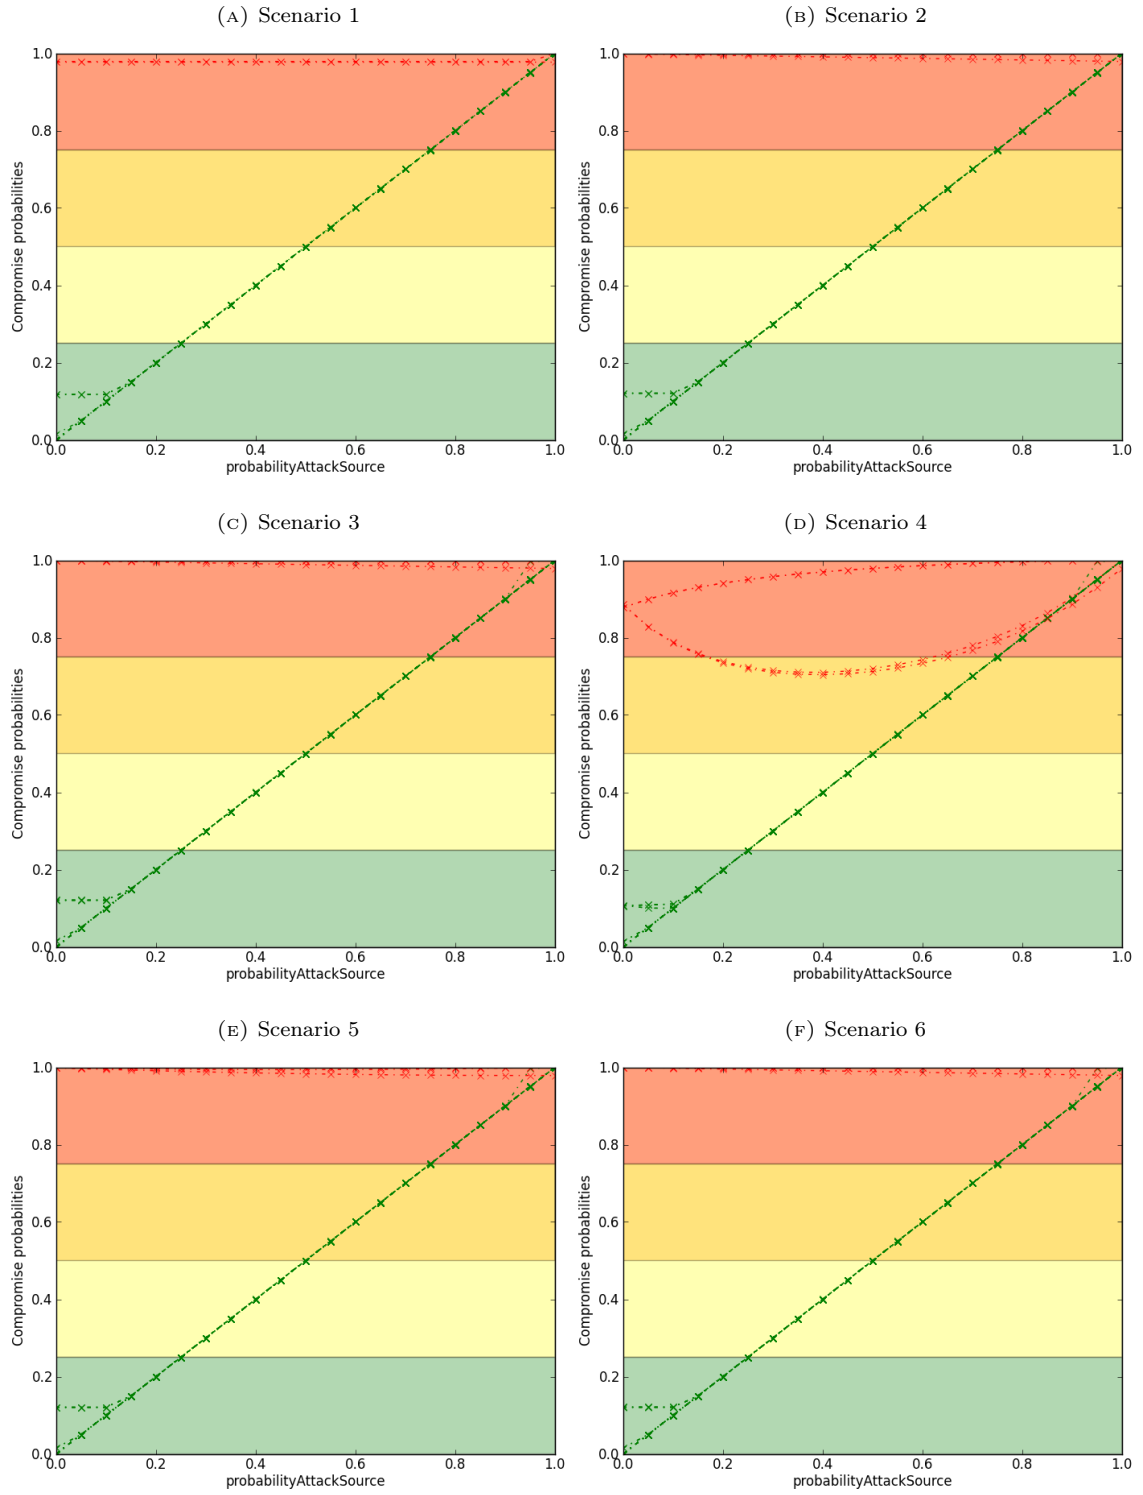 (A) Scenario 1
(B) Scenario 2
1.0
0.8
0.6
0.4
0.2
0.0
Compromise probabilities
0.0 0.2 0.4 0.6 0.8 1.0
probabilityAttackSource
1.0
0.8
0.6
0.4
0.2
0.0
Compromise probabilities
0.0 0.2 0.4 0.6 0.8 1.0
probabilityAttackSource
(C) Scenario 3
(D) Scenario 4
1.0
0.8
0.6
0.4
0.2
0.0
Compromise probabilities
0.0 0.2 0.4 0.6 0.8 1.0
probabilityAttackSource
1.0
0.8
0.6
0.4
0.2
0.0
Compromise probabilities
0.0 0.2 0.4 0.6 0.8 1.0
probabilityAttackSource
(E) Scenario 5
(F) Scenario 6
1.0
0.8
0.6
0.4
0.2
0.0
Compromise probabilities
0.0 0.2 0.4 0.6 0.8 1.0
probabilityAttackSource
1.0
0.8
0.6
0.4
0.2
0.0
Compromise probabilities
0.0 0.2 0.4 0.6 0.8 1.0
probabilityAttackSource